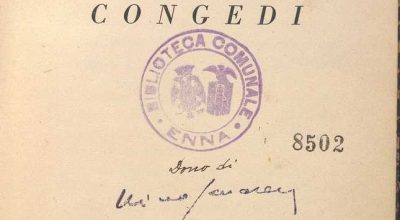 CONGEDI
BIBLIOTECA COMUNALE
· ENNA ·
8502
Dono di